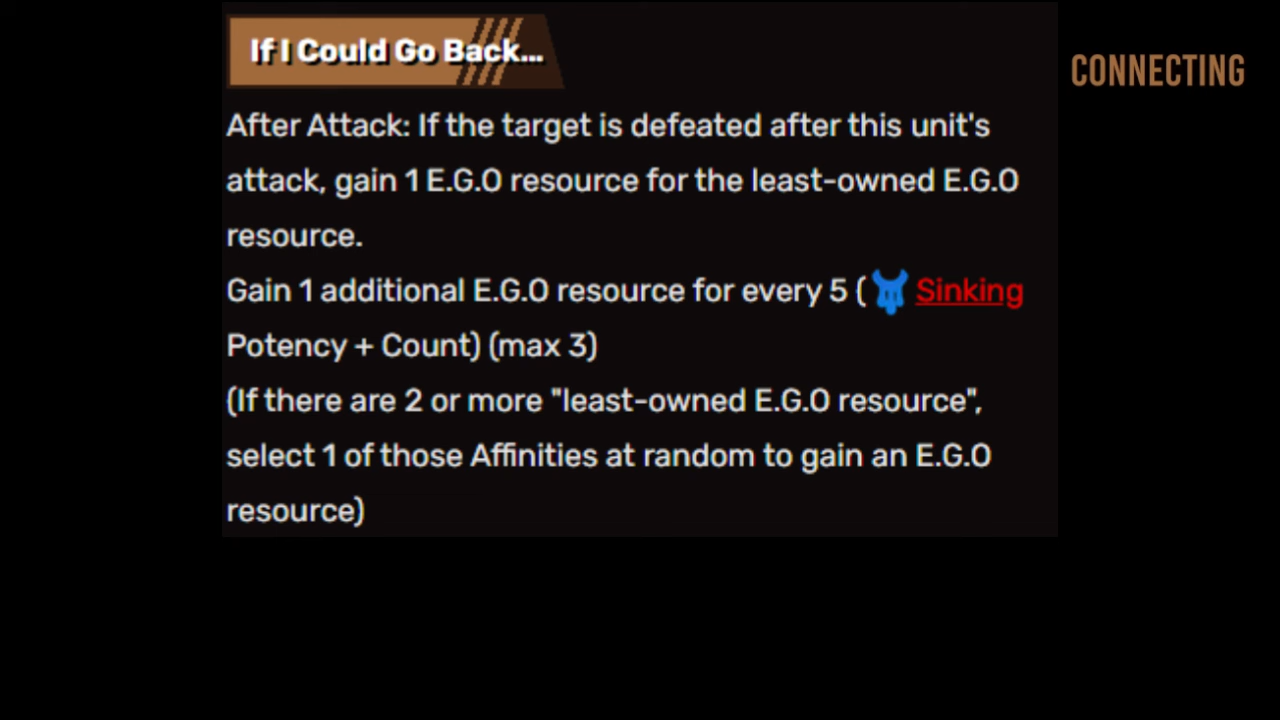 If I Could Go Back...
CONNECTING
After Attack: If the target is defeated after this unit's
attack, gain 1 E.G.O resource for the least-owned E.G.O
resource.
Gain 1 additional E.G.O resource for every 5 (Sinking
Potency + Count) (max 3)
(If there are 2 or more "least-owned E.G.O resource",
select 1 of those Affinities at random to gain an E.G.O
resource)